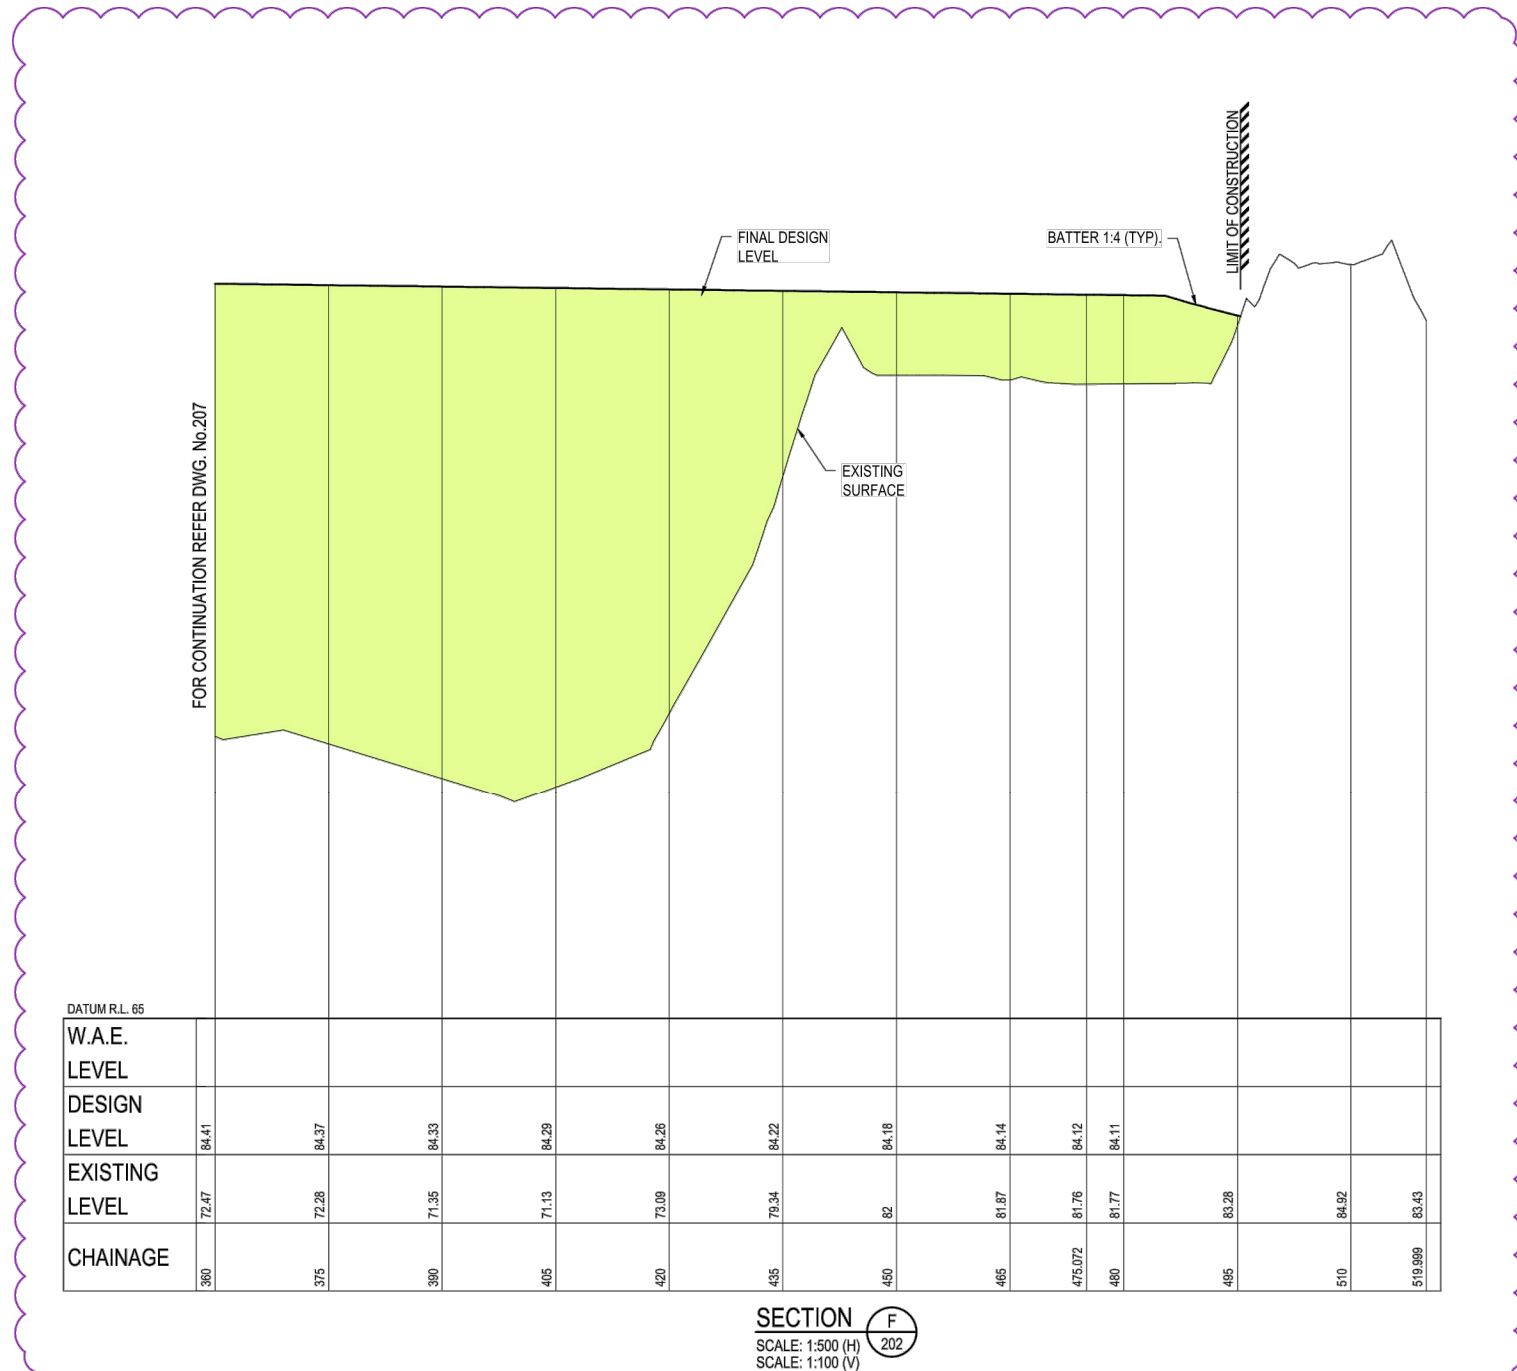 LIMIT OF CONSTRUCTION
FINAL DESIGN
LEVEL
BATTER 1:4 (TYP).
FOR CONTINUATION REFER DWG. No.207
EXISTING
SURFACE
DATUM R.L. 65
W.A.E.
LEVEL
DESIGN
LEVEL
84.41 84.37 84.33 84.29 84.26 84.22 84.18 84.14 84.12 84.11
EXISTING
LEVEL
72.47 72.28 71.35 71.13 73.09 79.34 82 81.87 81.76 81.77 83.28 84.92 83.43
CHAINAGE
360 375 390 405 420 435 450 465 475.072 480 495 510 519.999
SECTION
F
202
SCALE: 1:500 (H)
SCALE: 1:100 (V)